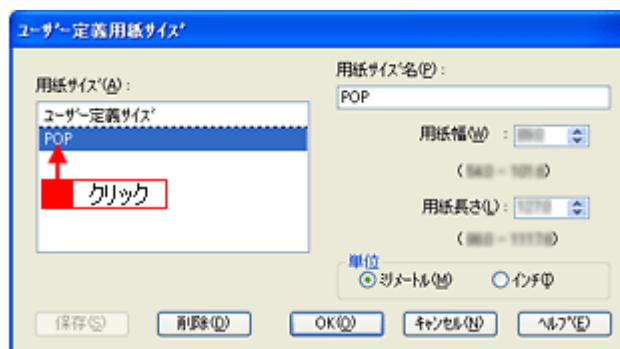 ユーザー定義用紙サイズ
用紙サイズ(A):
ユーザー定義サイズ
POP
クリック
用紙サイズ名(P):
POP
用紙幅(W) :
用紙長さ(L):
単位
ミリメートル(M)
インチ(I)
保存(S)
削除(D)
OK(O)
キャンセル(N)
ヘルプ(E)